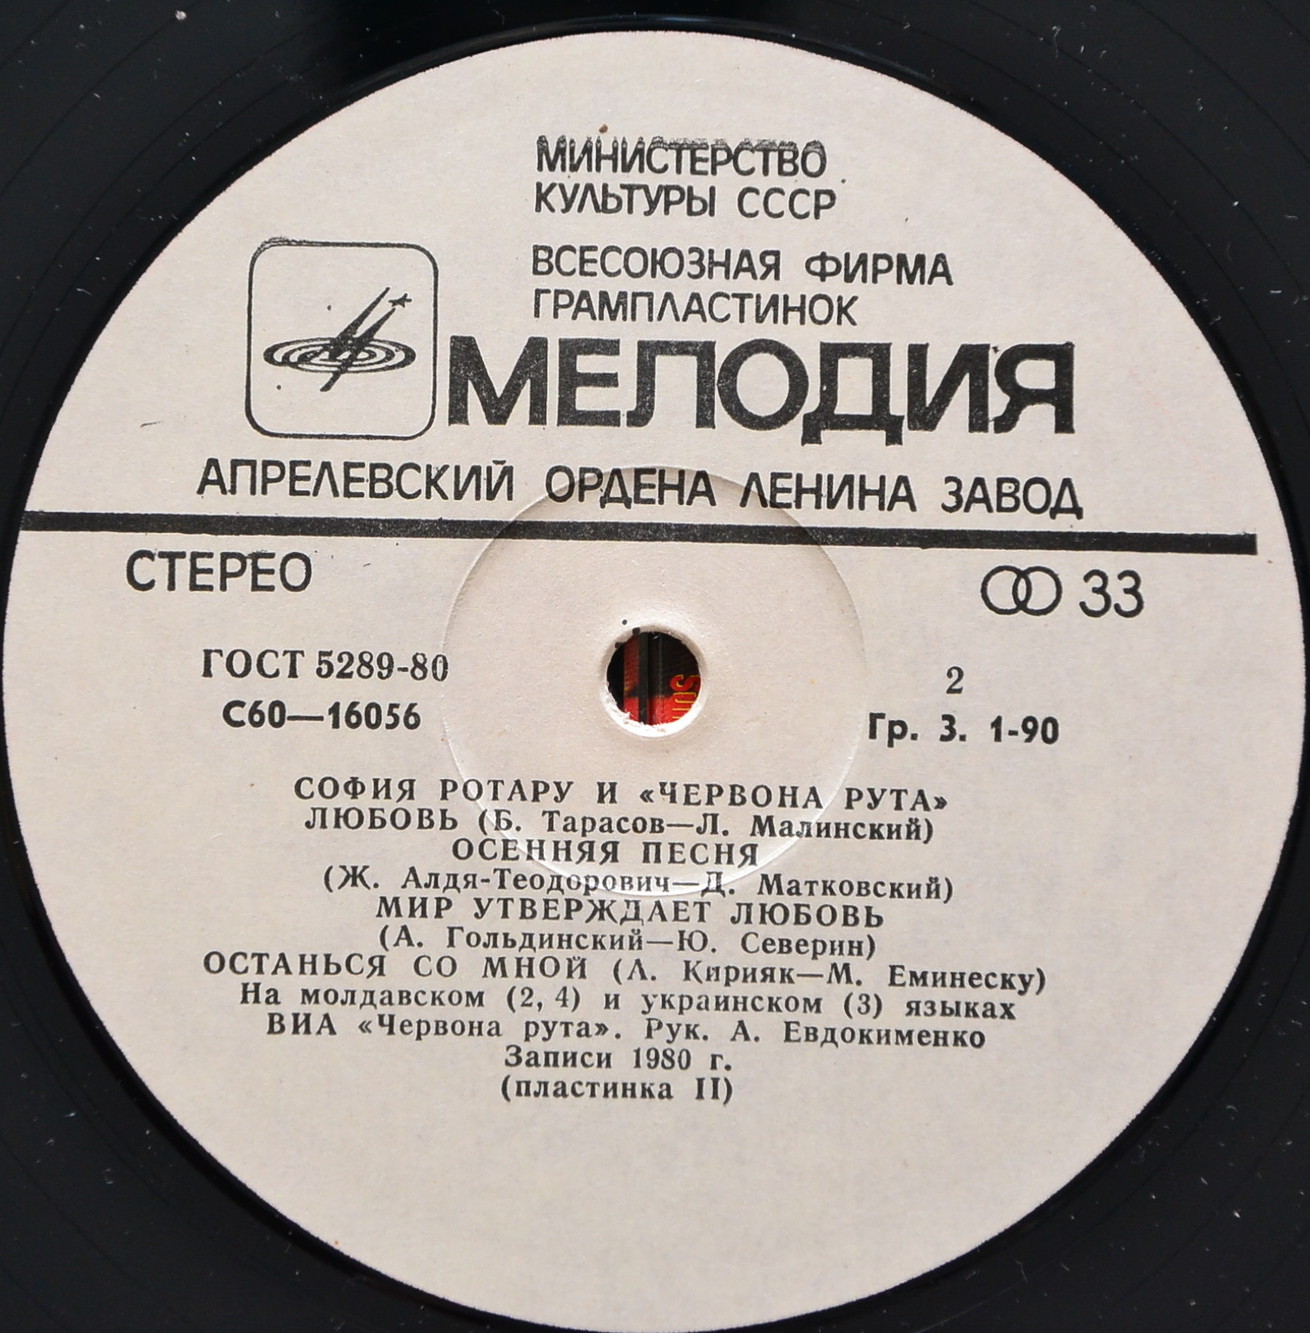 МИНИСТЕРСТВО
КУЛЬТУРЫ СССР
ВСЕСОЮЗНАЯ ФИРМА
ГРАМПЛАСТИНОК
МЕЛОДИЯ
АПРЕЛЕВСКИЙ ОРДЕНА ЛЕНИНА ЗАВОД
СТЕРЕО
33
ГОСТ 5289-80
2
С60—16056
Гр. 3. 1-90
СОФИЯ РОТАРУ И «ЧЕРВОНА РУТА»
ЛЮБОВЬ (Б. Тарасов—Л. Малинский)
ОСЕННЯЯ ПЕСНЯ
(Ж. Алдя-Теодорович—Д. Матковский)
МИР УТВЕРЖДАЕТ ЛЮБОВЬ
(А. Гольдинский—Ю. Северин)
ОСТАНЬСЯ СО МНОЙ (Л. Кирияк—М. Еминеску)
На молдавском (2, 4) и украинском (3) языках
ВИА «Червона рута». Рук. А. Евдокименко
Записи 1980 г.
(пластинка II)